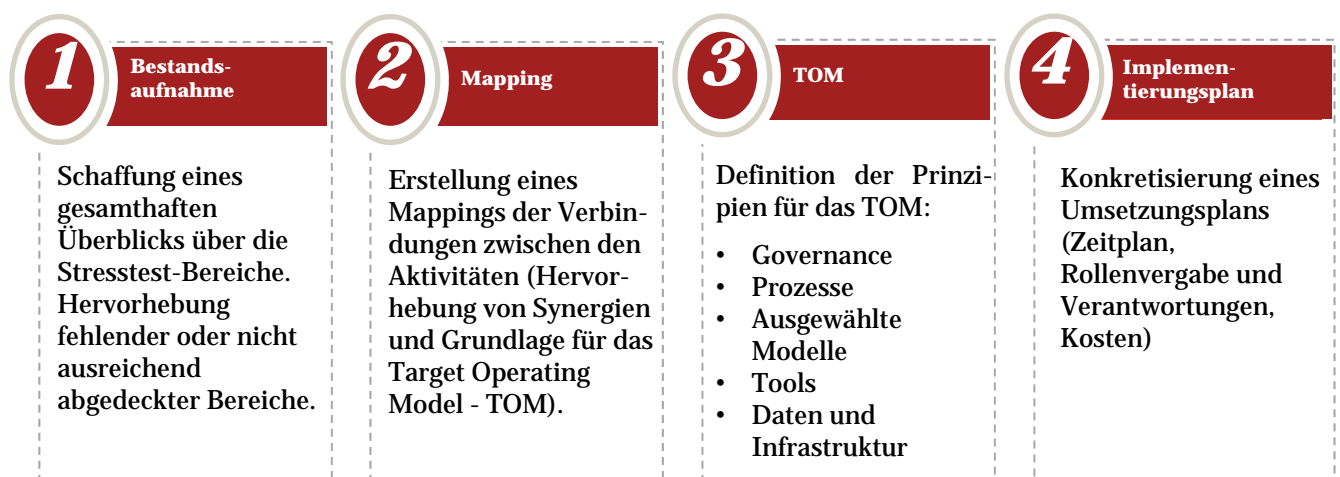 1
Bestands-
aufnahme
Schaffung eines
gesamthaften
Überblicks über die
Stresstest-Bereiche.
Hervorhebung
fehlender oder nicht
ausreichend
abgedeckter Bereiche.
2
Mapping
Erstellung eines
Mappings der Verbin-
dungen zwischen den
Aktivitäten (Hervor-
hebung von Synergien
und Grundlage für das
Target Operating
Model - TOM).
3
TOM
Definition der Prinzi-
pien für das TOM:
• Governance
• Prozesse
• Ausgewählte
Modelle
• Tools
• Daten und
Infrastruktur
4
Implemen-
tierungsplan
Konkretisierung eines
Umsetzungsplans
(Zeitplan,
Rollenvergabe und
Verantwortungen,
Kosten)